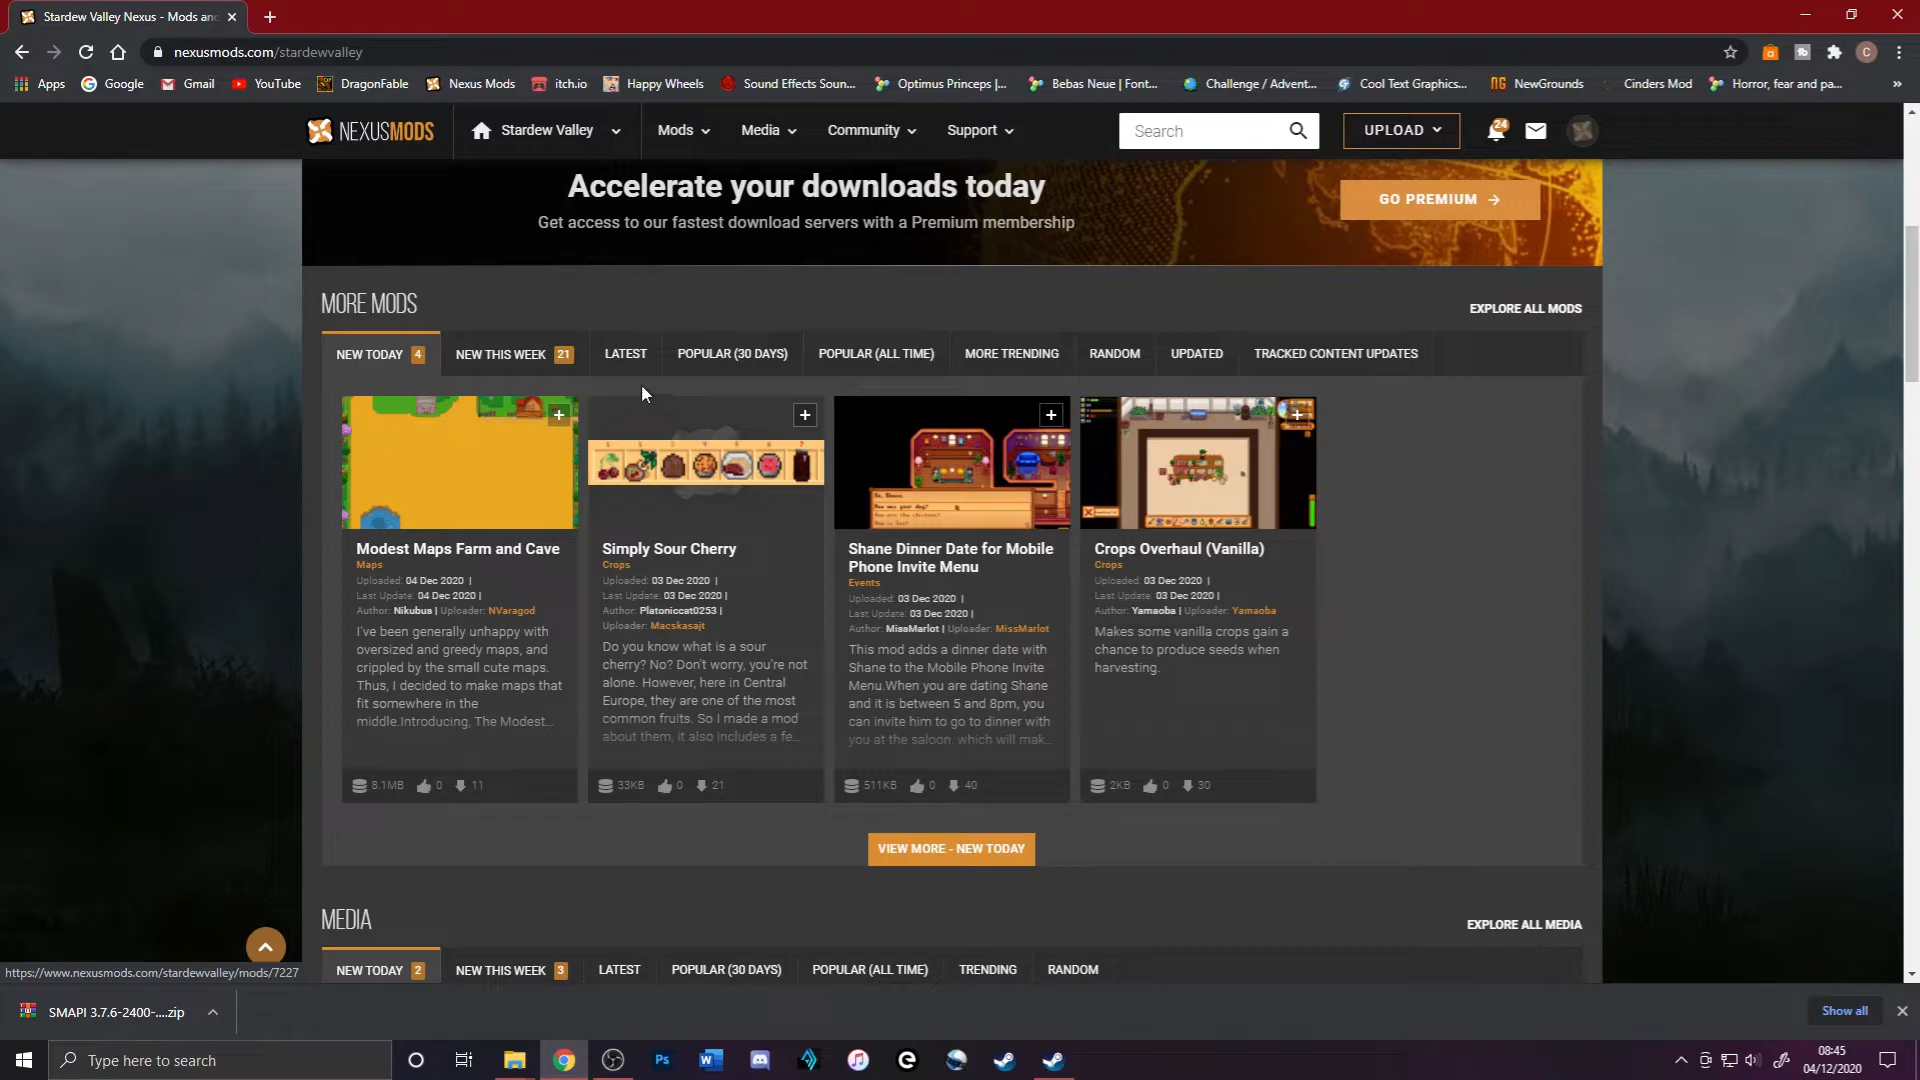 Stardew Valley Nexus - Mods and
nexusmods.com/stardewvalley
Apps Google Gmail YouTube DragonFable Nexus Mods itch.io Happy Wheels Sound Effects Soun... Optimus Princeps |... Bebas Neue | Font... Challenge / Advent... Cool Text Graphics... NewGrounds Cinders Mod Horror, fear and pa... »
NEXUSMODS Stardew Valley Mods Media Community Support Search UPLOAD 24
Accelerate your downloads today
Get access to our fastest download servers with a Premium membership
GO PREMIUM
MORE MODS
EXPLORE ALL MODS
NEW TODAY 4 NEW THIS WEEK 21 LATEST POPULAR (30 DAYS) POPULAR (ALL TIME) MORE TRENDING RANDOM UPDATED TRACKED CONTENT UPDATES
Modest Maps Farm and Cave
Maps
Uploaded: 04 Dec 2020 |
Last Update: 04 Dec 2020 |
Author: Nikubus | Uploader: NVaragod
I've been generally unhappy with
oversized and greedy maps, and
crippled by the small cute maps.
Thus, I decided to make maps that
fit somewhere in the
middle.Introducing, The Modest...
8.1MB 0 11
Simply Sour Cherry
Crops
Uploaded: 03 Dec 2020 |
Last Update: 03 Dec 2020 |
Author: Platoniccat0253 |
Uploader: Macskasajt
Do you know what is a sour
cherry? No? Don't worry, you're not
alone. However, here in Central
Europe, they are one of the most
common fruits. So I made a mod
about them, it also includes a fe...
33KB 0 21
Shane Dinner Date for Mobile
Phone Invite Menu
Events
Uploaded: 03 Dec 2020 |
Last Update: 03 Dec 2020 |
Author: MissMarlot | Uploader: MissMarlot
This mod adds a dinner date with
Shane to the Mobile Phone Invite
Menu.When you are dating Shane
and it is between 5 and 8pm, you
can invite him to go to dinner with
you at the saloon, which will mak...
511KB 0 40
Crops Overhaul (Vanilla)
Crops
Uploaded: 03 Dec 2020 |
Last Update: 03 Dec 2020 |
Author: Yamaoba | Uploader: Yamaoba
Makes some vanilla crops gain a
chance to produce seeds when
harvesting.
2KB 0 30
VIEW MORE - NEW TODAY
MEDIA
EXPLORE ALL MEDIA
NEW TODAY 2 NEW THIS WEEK 3 LATEST POPULAR (30 DAYS) POPULAR (ALL TIME) TRENDING RANDOM
https://www.nexusmods.com/stardewvalley/mods/7227
SMAPI 3.7.6-2400-....zip
Show all
Type here to search
08:45
04/12/2020